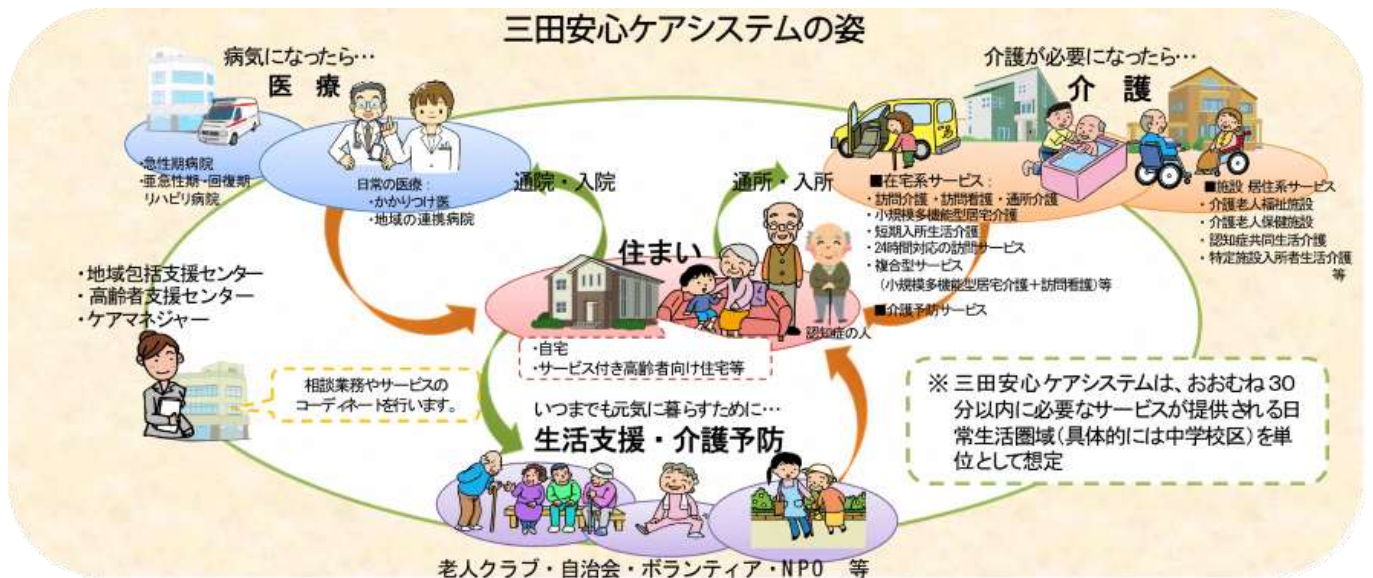 三田安心ケアシステムの姿
病気になったら…
医 療
・急性期病院
・亜急性期・回復期
リハビリ病院
日常の医療:
・かかりつけ医
・地域の連携病院
通院・入院
通所・入所
介護が必要になったら…
介 護
■在宅系サービス:
・訪問介護・訪問看護・通所介護
・小規模多機能型居宅介護
・短期入所生活介護
・24時間対応の訪問サービス
・複合型サービス
(小規模多機能型居宅介護+訪問看護)等
■介護予防サービス
■施設 居住系サービス
・介護老人福祉施設
・介護老人保健施設
・認知症共同生活介護
・特定施設入所者生活介護
等
住まい
認知症の人
・自宅
・サービス付き高齢者向け住宅等
・地域包括支援センター
・高齢者支援センター
・ケアマネジャー
相談業務やサービスの
コーディネートを行います。
いつまでも元気に暮らすために…
生活支援・介護予防
老人クラブ・自治会・ボランティア・NPO 等
※ 三田安心ケアシステムは、おおむね30
分以内に必要なサービスが提供される日
常生活圏域(具体的には中学校区)を単
位として想定